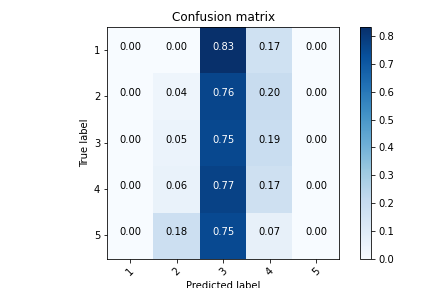 Confusion matrix
True label
1 0.00 0.00 0.83 0.17 0.00
2 0.00 0.04 0.76 0.20 0.00
3 0.00 0.05 0.75 0.19 0.00
4 0.00 0.06 0.77 0.17 0.00
5 0.00 0.18 0.75 0.07 0.00
1 2 3 4 5
Predicted label
0.8
0.7
0.6
0.5
0.4
0.3
0.2
0.1
0.0